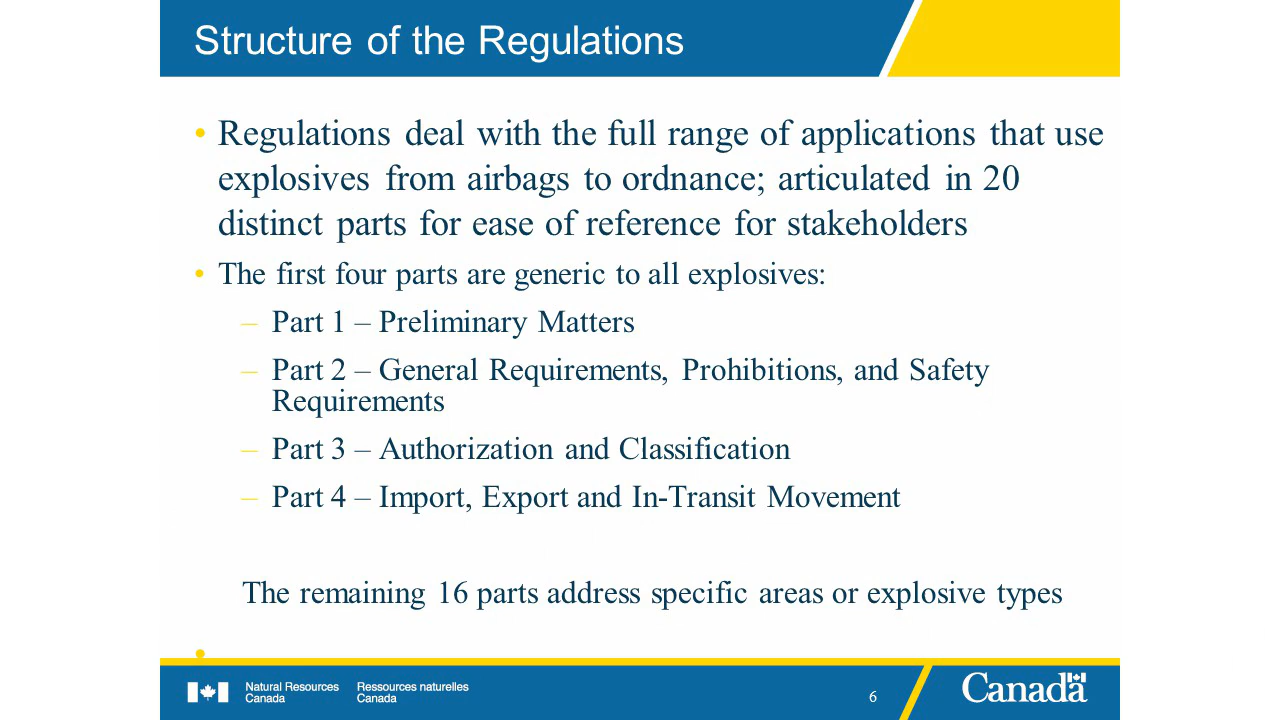 Structure of the Regulations
• Regulations deal with the full range of applications that use
explosives from airbags to ordnance; articulated in 20
distinct parts for ease of reference for stakeholders
• The first four parts are generic to all explosives:
– Part 1 – Preliminary Matters
– Part 2 – General Requirements, Prohibitions, and Safety
Requirements
– Part 3 – Authorization and Classification
– Part 4 – Import, Export and In-Transit Movement
The remaining 16 parts address specific areas or explosive types
•
Natural Resources Canada
Ressources naturelles Canada
6
Canada